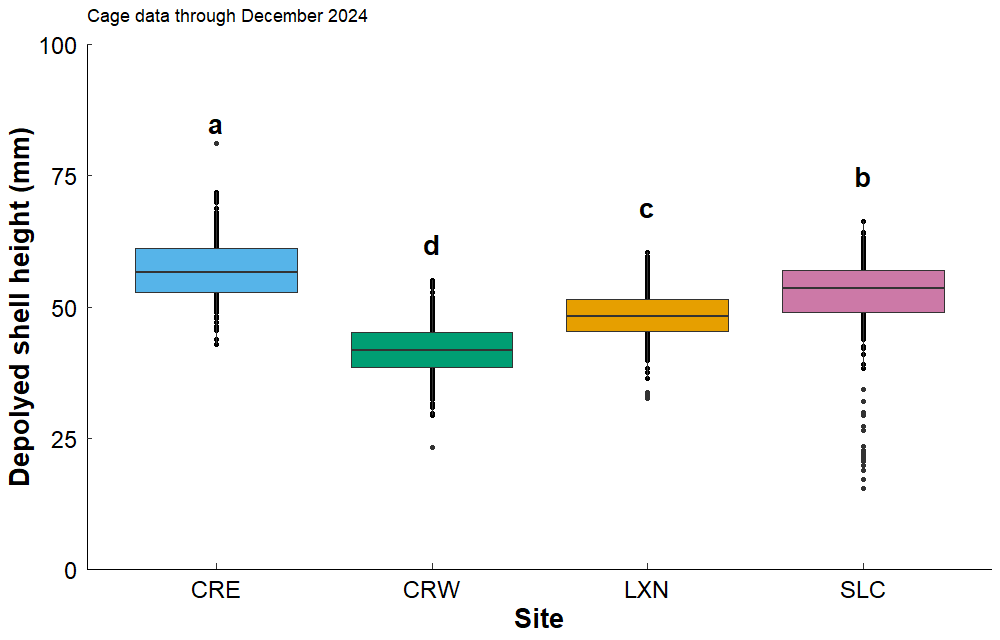 Cage data through December 2024
Depolyed shell height (mm)
100
75
50
25
0
a
d
c
b
CRE CRW LXN SLC
Site